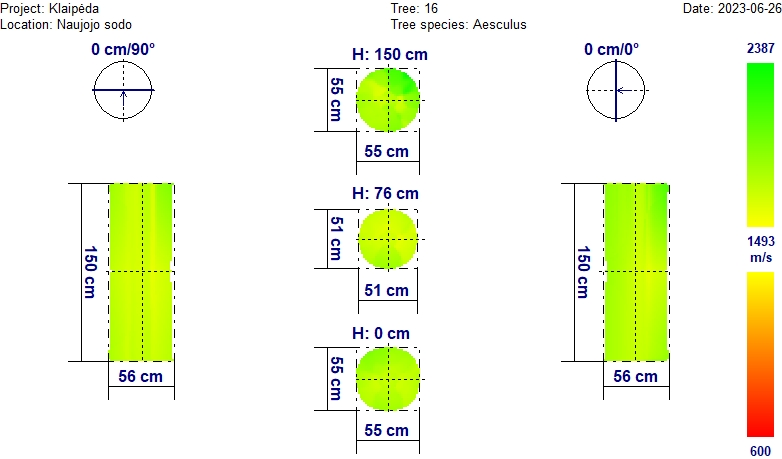 Project: Klaipėda Tree: 16 Date: 2023-06-26
Location: Naujojo sodo Tree species: Aesculus
0 cm/90° 0 cm/0° 2387
H: 150 cm
55 cm
55 cm
H: 76 cm
51 cm
51 cm
H: 0 cm
55 cm
55 cm
150 cm
56 cm
150 cm
56 cm
1493
m/s
600